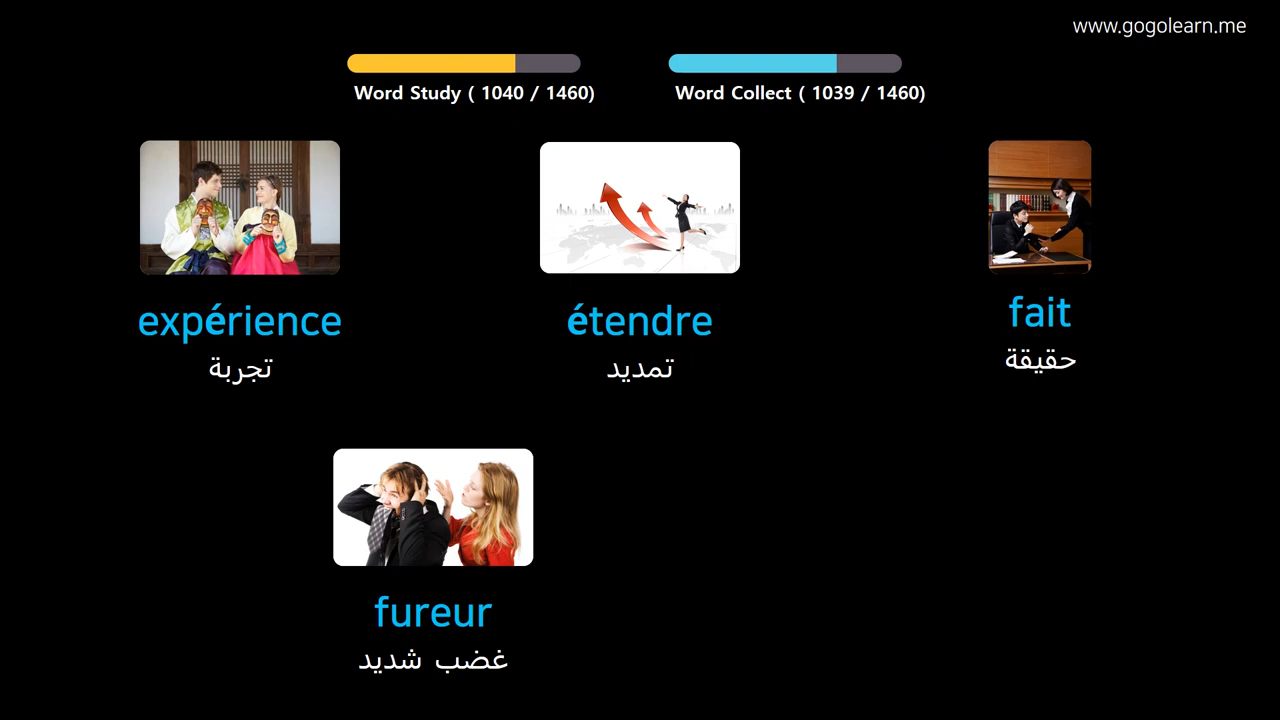 www.gogolearn.me
Word Study ( 1040 / 1460)
Word Collect ( 1039 / 1460)
expérience
تجربة
étendre
تمديد
fait
حقيقة
fureur
غضب شديد